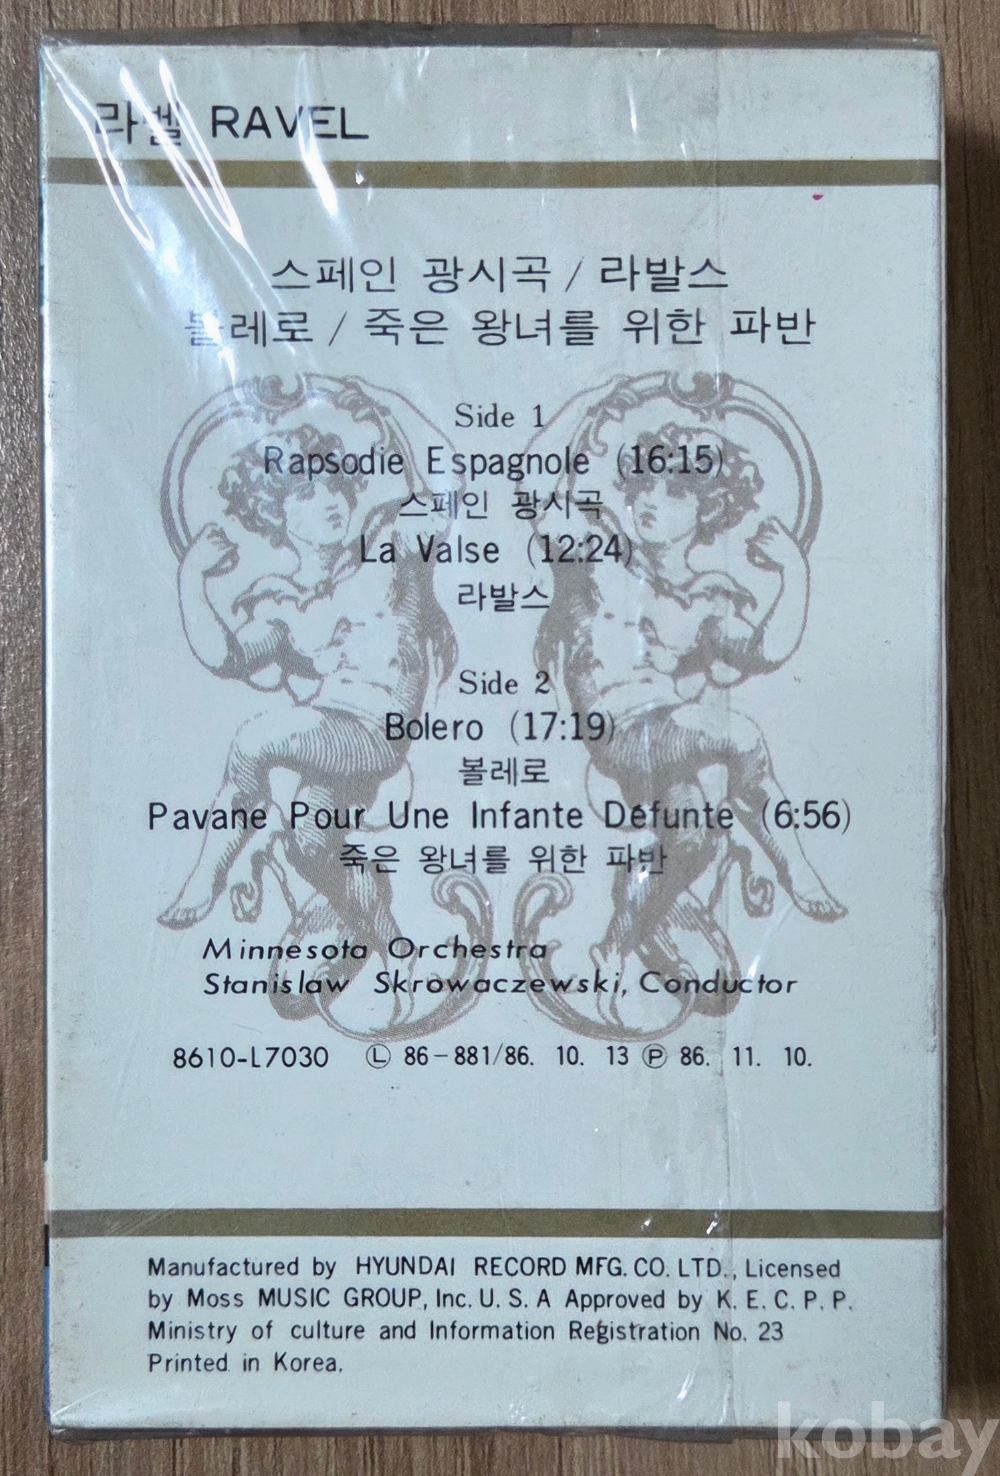 라벨 RAVEL
스페인 광시곡 / 라발스
볼레로 / 죽은 왕녀를 위한 파반
Side 1
Rapsodie Espagnole (16:15)
스페인 광시곡
La Valse (12:24)
라발스
Side 2
Bolero (17:19)
볼레로
Pavane Pour Une Infante Défunte (6:56)
죽은 왕녀를 위한 파반
Minnesota Orchestra
Stanislaw Skrowaczewski, Conductor
8610-L7030 Ⓛ 86-881/86. 10. 13 Ⓟ 86. 11. 10.
Manufactured by HYUNDAI RECORD MFG. CO. LTD., Licensed
by Moss MUSIC GROUP, Inc. U. S. A Approved by K. E. C. P. P.
Ministry of culture and Information Registration No. 23
Printed in Korea.
kobay